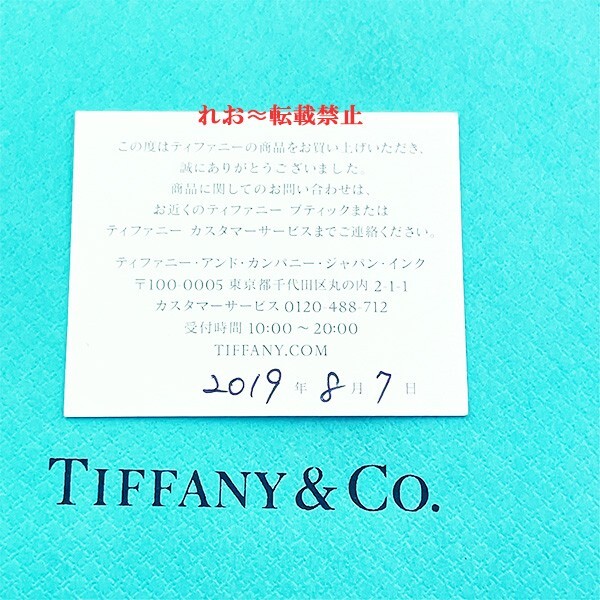 れお～転載禁止
この度はティファニーの商品をお買い上げいただき、
誠にありがとうございました。
商品に関してのお問い合わせは、
お近くのティファニー ブティックまたは
ティファニー カスタマーサービスまでご連絡ください。
ティファニー・アンド・カンパニー・ジャパン・インク
〒100-0005 東京都千代田区丸の内 2-1-1
カスタマーサービス 0120-488-712
受付時間 10:00～20:00
TIFFANY.COM
2019 年 8 月 7 日
TIFFANY & CO.